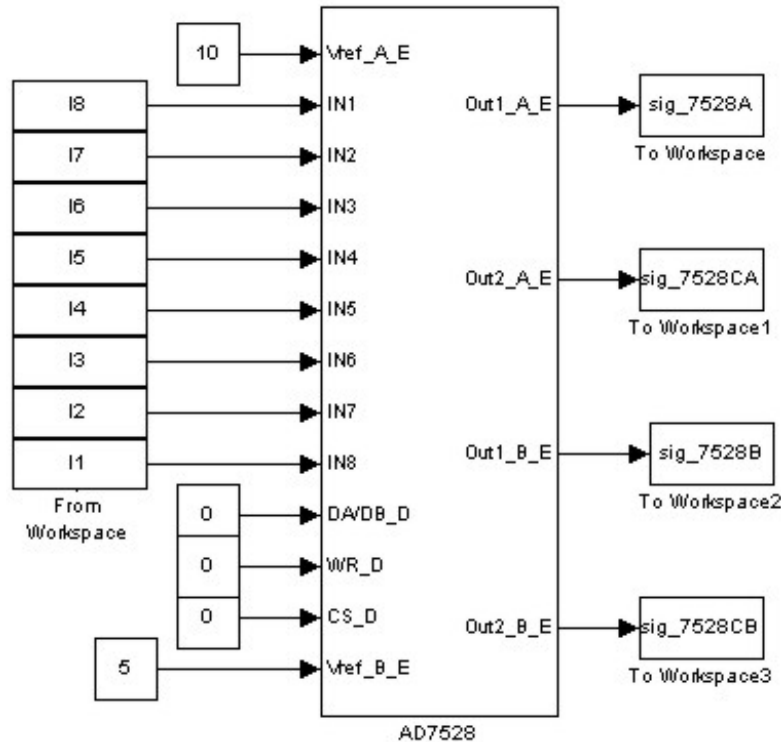 10
Vref_A_E
I8
IN1
Out1_A_E
sig_7528A
To Workspace
I7
IN2
I6
IN3
I5
IN4
Out2_A_E
sig_7528CA
To Workspace1
I4
IN5
I3
IN6
I2
IN7
I1
IN8
Out1_B_E
sig_7528B
To Workspace2
From
Workspace
0
DA/DB_D
0
WR_D
0
CS_D
Out2_B_E
sig_7528CB
To Workspace3
5
Vref_B_E
AD7528